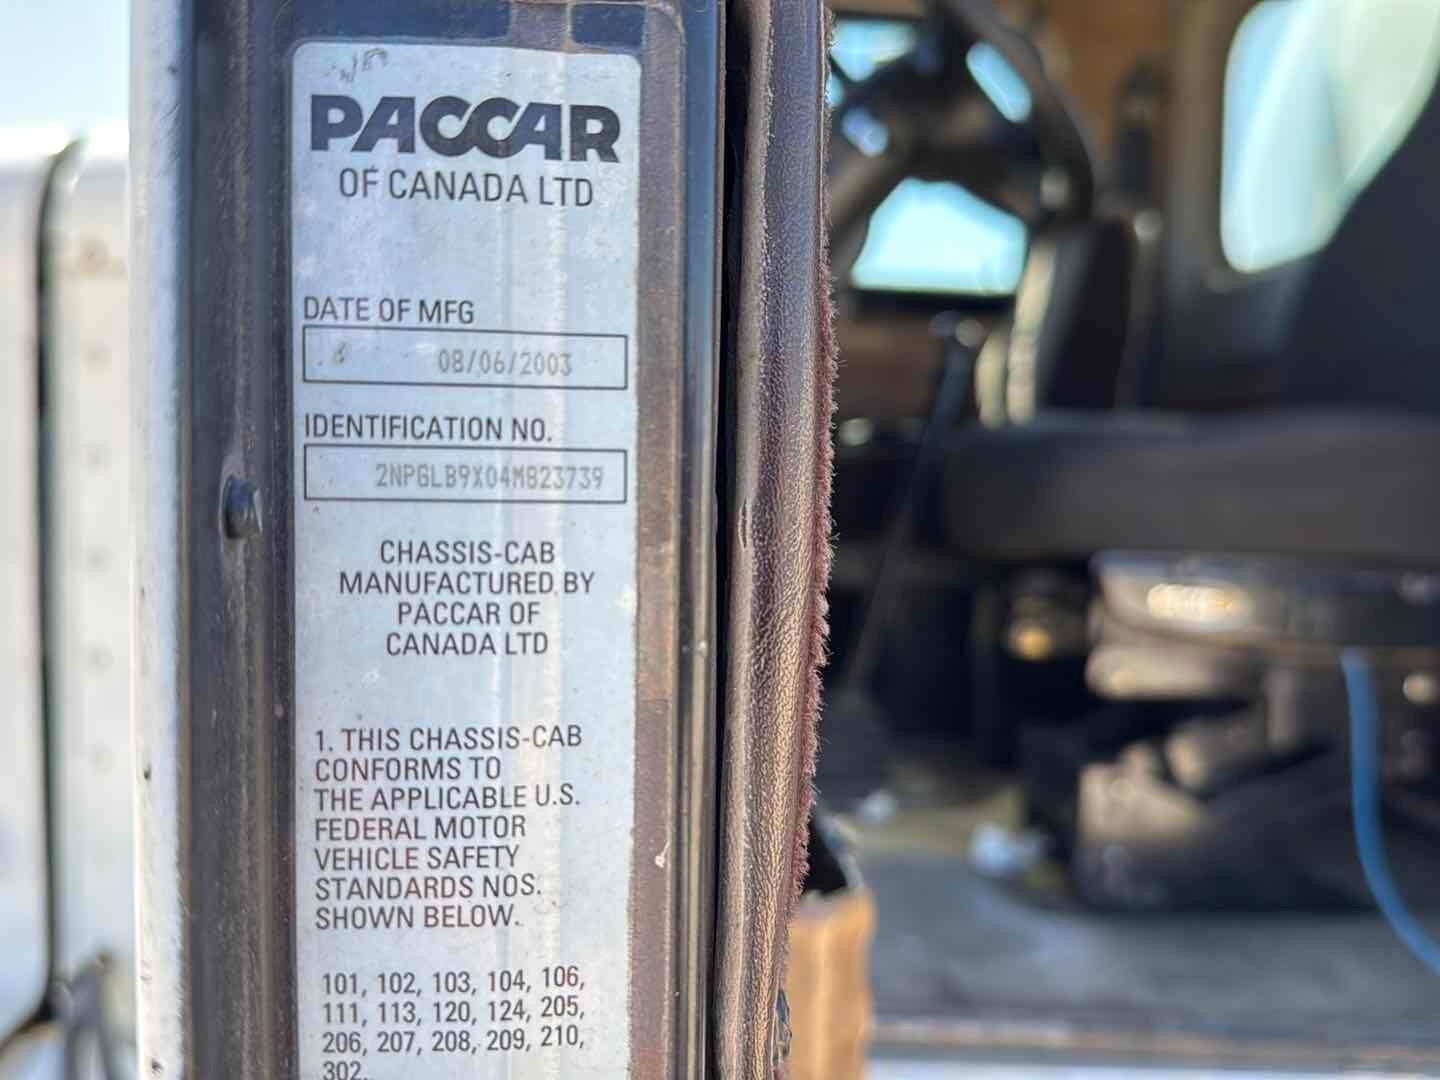 PACCAR
OF CANADA LTD
DATE OF MFG
08/06/2003
IDENTIFICATION NO.
2NPGLB9X04M823739
CHASSIS-CAB
MANUFACTURED BY
PACCAR OF
CANADA LTD
1. THIS CHASSIS-CAB
CONFORMS TO
THE APPLICABLE U.S.
FEDERAL MOTOR
VEHICLE SAFETY
STANDARDS NOS.
SHOWN BELOW.
101, 102, 103, 104, 106,
111, 113, 120, 124, 205,
206, 207, 208, 209, 210,
302,